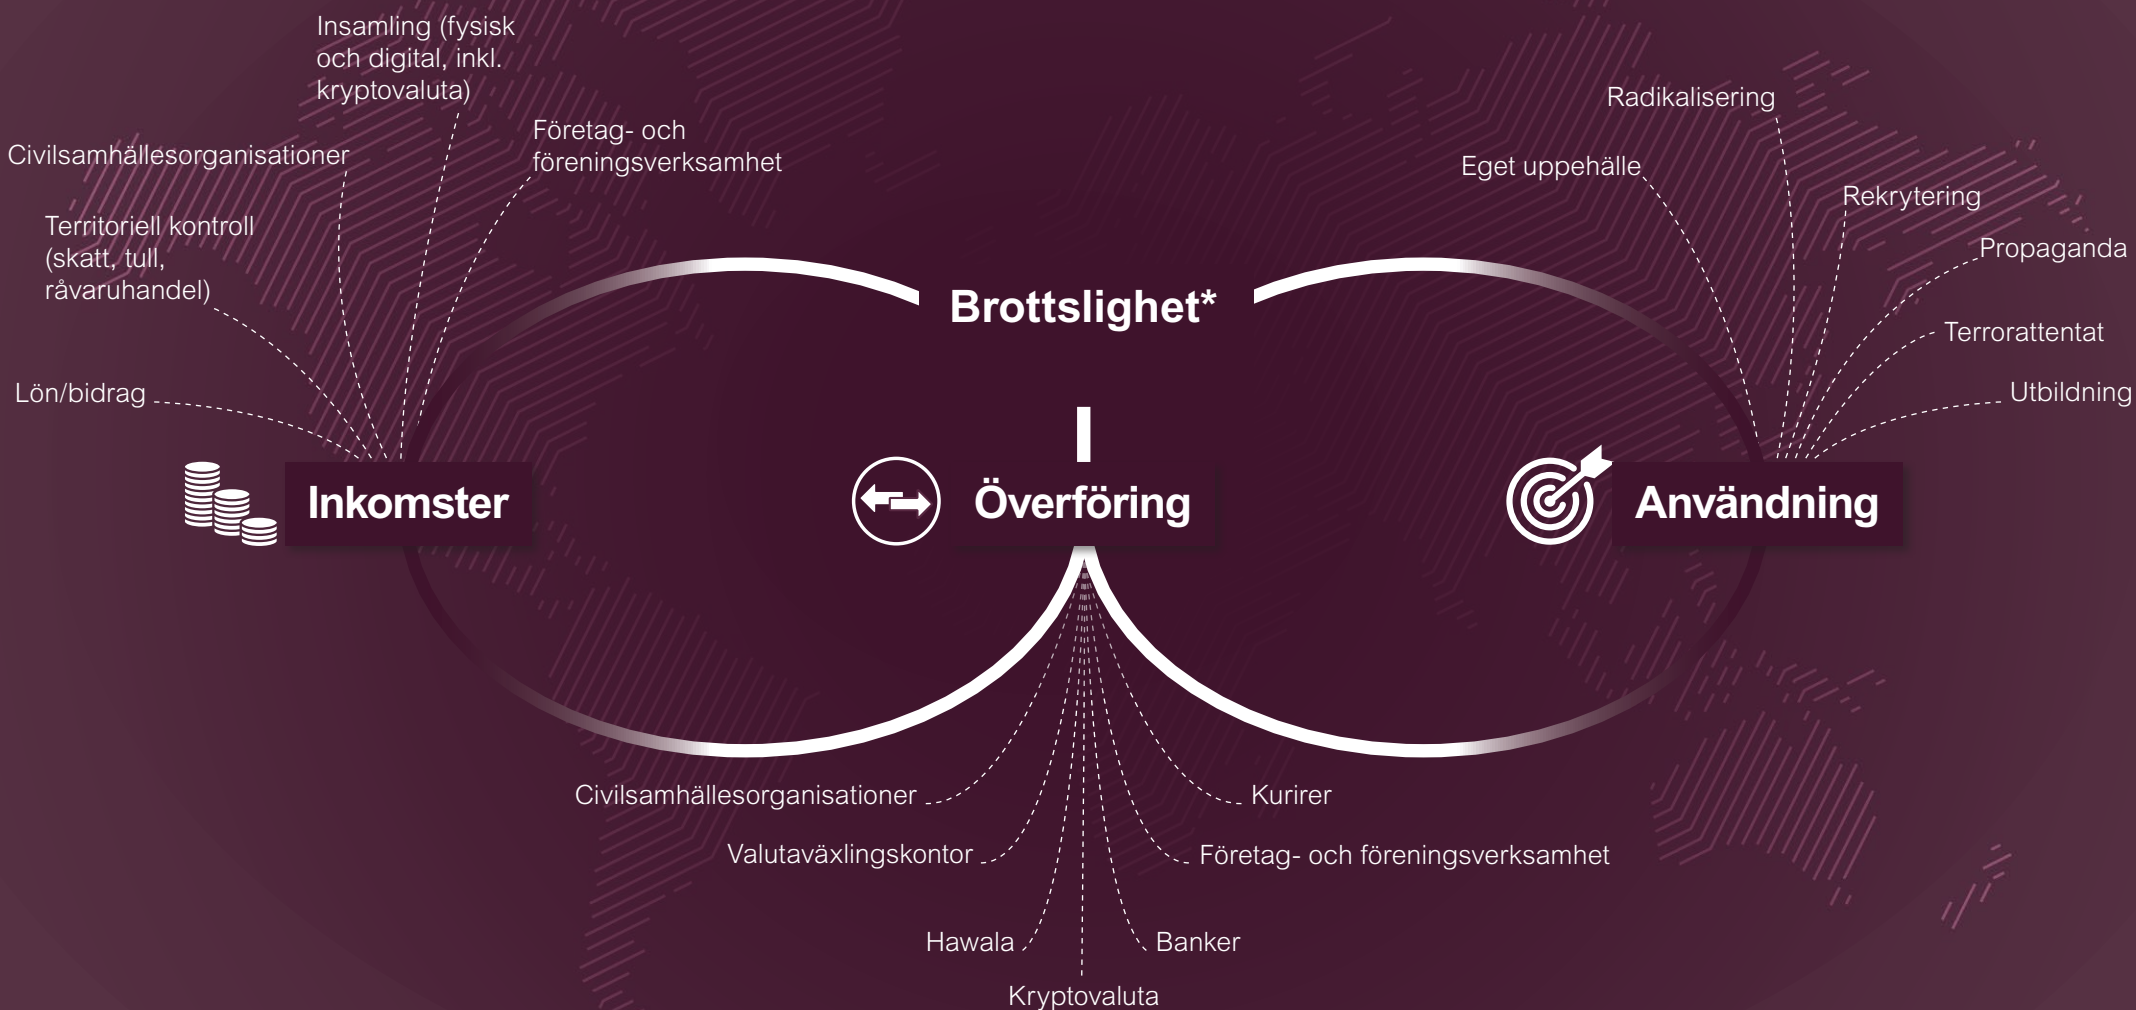 Insamling (fysisk
och digital, inkl.
kryptovaluta)
Civilsamhällesorganisationer
Företag- och
föreningsverksamhet
Territoriell kontroll
(skatt, tull,
råvaruhandel)
Lön/bidrag
Inkomster
Brottslighet*
Överföring
Civilsamhällesorganisationer
Valutaväxlingskontor
Hawala
Kryptovaluta
Banker
Företag- och föreningsverksamhet
Kurirer
Radikalisering
Eget uppehälle
Rekrytering
Propaganda
Terrorattentat
Utbildning
Användning